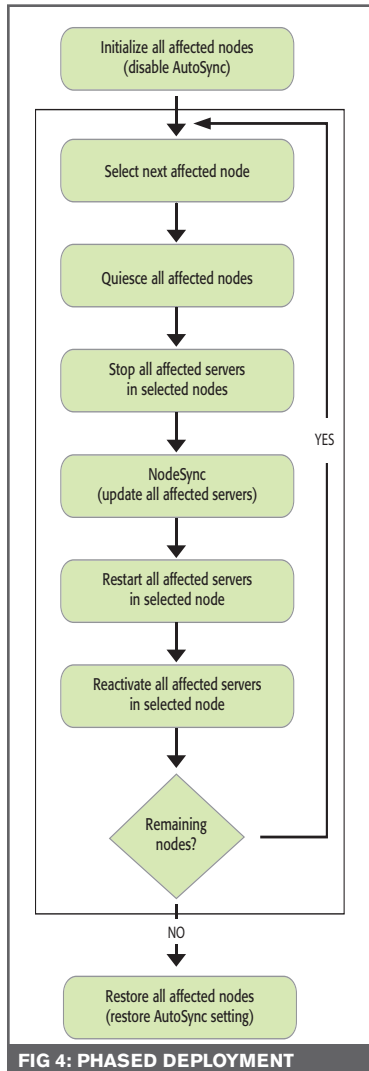 Initialize all affected nodes
(disable AutoSync)
Select next affected node
Quiesce all affected nodes
Stop all affected servers
in selected nodes
YES
NodeSync
(update all affected servers)
Restart all affected servers
in selected node
Reactivate all affected servers
in selected node
Remaining
nodes?
NO
Restore all affected nodes
(restore AutoSync setting)
FIG 4: PHASED DEPLOYMENT